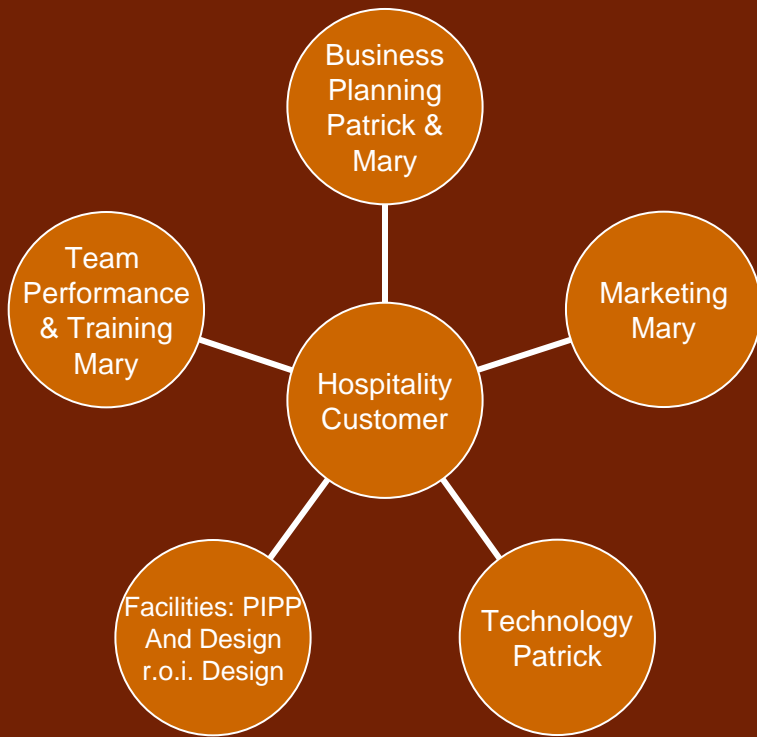 Business
Planning
Patrick &
Mary
Team
Performance
& Training
Mary
Marketing
Mary
Hospitality
Customer
Facilities: PIPP
And Design
r.o.i. Design
Technology
Patrick